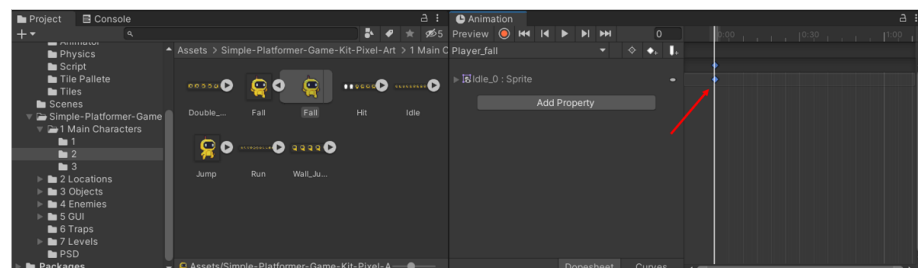 Project
Console
5
Physics
Script
Tile Pallete
Tiles
Scenes
Simple-Platformer-Game
1 Main Characters
1
2
3
2 Locations
3 Objects
4 Enemies
5 GUI
6 Traps
7 Levels
PSD
Packages
Assets > Simple-Platformer-Game-Kit-Pixel-Art > 1 Main C
Double_...
Fall
Fall
Hit
Idle
Jump
Run
Wall_Ju...
Assets/Simple-Platformer-Game-Kit-Pixel-A
Animation
Preview
0
Player_fall
Idle_0 : Sprite
Add Property
Dopesheet
Curves
0:00
0:30
1:00